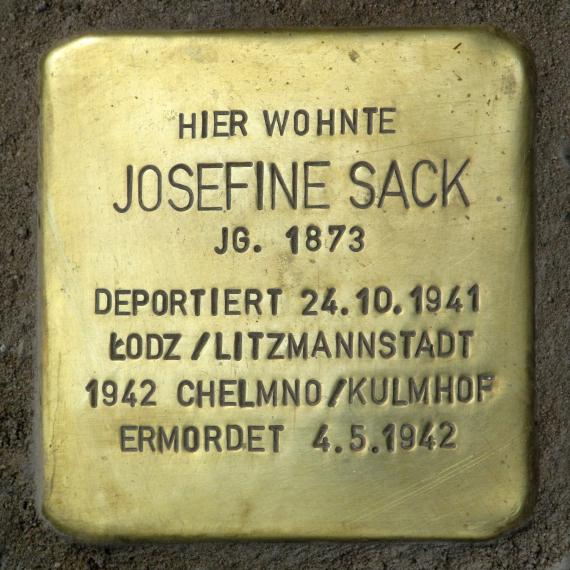 HIER WOHNTE
JOSEFINE SACK
JG. 1873
DEPORTIERT 24.10.1941
ŁODZ/LITZMANNSTADT
1942 CHELMNO/KULMHOF
ERMORDET 4.5.1942